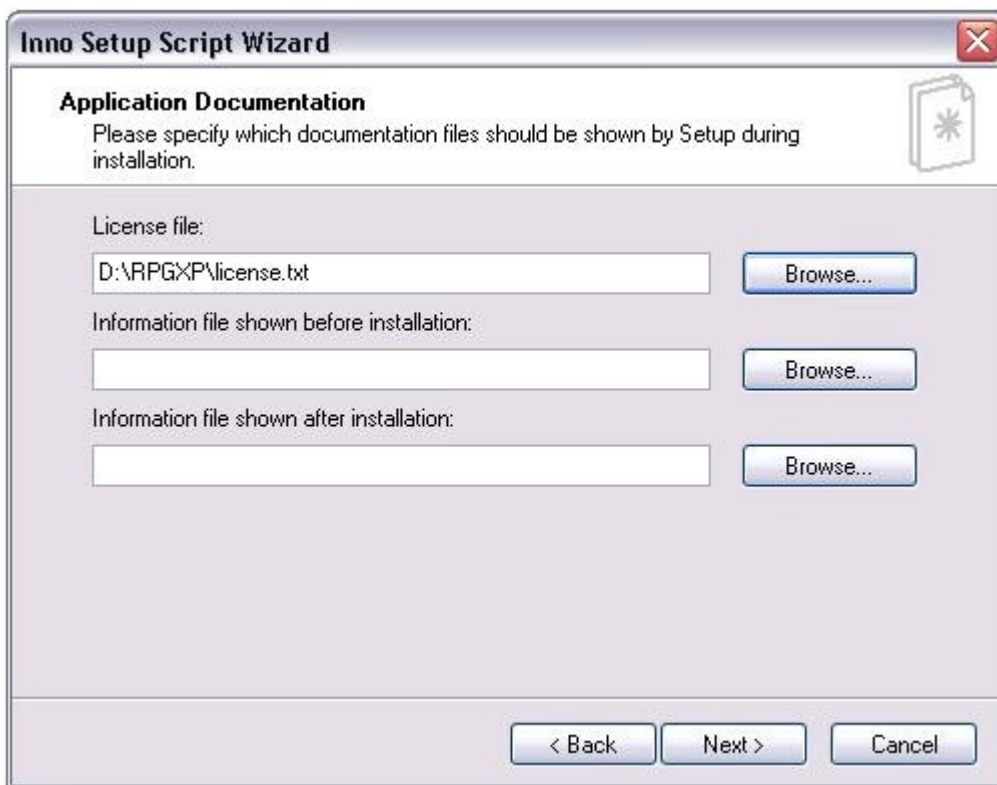 Inno Setup Script Wizard
Application Documentation
Please specify which documentation files should be shown by Setup during
installation.
License file:
D:\RPGXP\license.txt
Browse...
Information file shown before installation:
Browse...
Information file shown after installation:
Browse...
< Back
Next >
Cancel